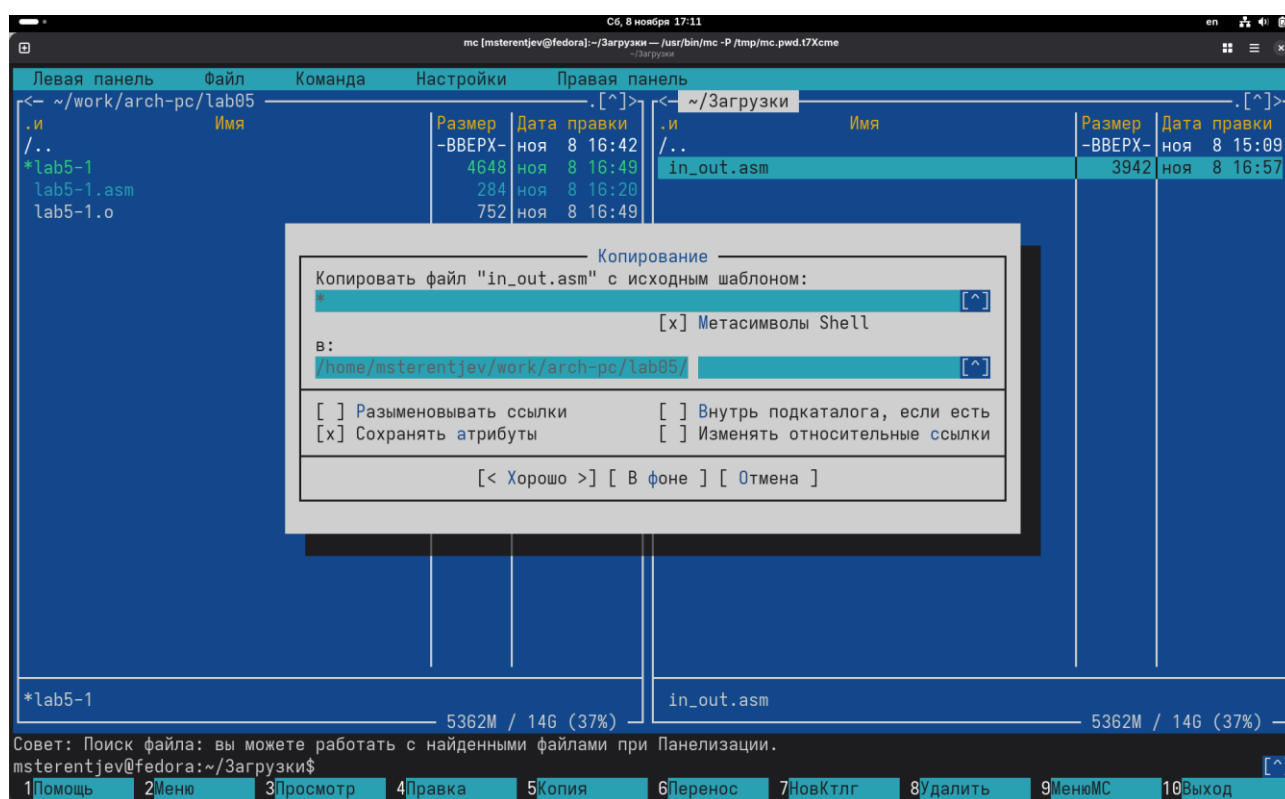 Сб, 8 ноября 17:11 en
mc [msterentjev@fedora]:~/Загрузки — /usr/bin/mc -P /tmp/mc.pwd.t7Xcme
~/Загрузки
Левая панель Файл Команда Настройки Правая панель
<— ~/work/arch-pc/lab05 .[^]> <— ~/Загрузки .[^]>
.и Имя Размер Дата правки .и Имя Размер Дата правки
/.. -ВВЕРХ- ноя 8 16:42 /.. -ВВЕРХ- ноя 8 15:09
*lab5-1 4648 ноя 8 16:49 in_out.asm 3942 ноя 8 16:57
lab5-1.asm 284 ноя 8 16:20
lab5-1.o 752 ноя 8 16:49
Копирование
Копировать файл "in_out.asm" с исходным шаблоном:
* [^]
[x] Метасимволы Shell
в:
/home/msterentjev/work/arch-pc/lab05/ [^]
[ ] Разыменовывать ссылки [ ] Внутрь подкаталога, если есть
[x] Сохранять атрибуты [ ] Изменять относительные ссылки
[< Хорошо >] [ В фоне ] [ Отмена ]
*lab5-1 in_out.asm
5362M / 14G (37%) 5362M / 14G (37%)
Совет: Поиск файла: вы можете работать с найденными файлами при Панелизации.
msterentjev@fedora:~/Загрузки$ [^
1Помощь 2Меню 3Просмотр 4Правка 5Копия 6Перенос 7НовКтлг 8Удалить 9МенюMC 10Выход